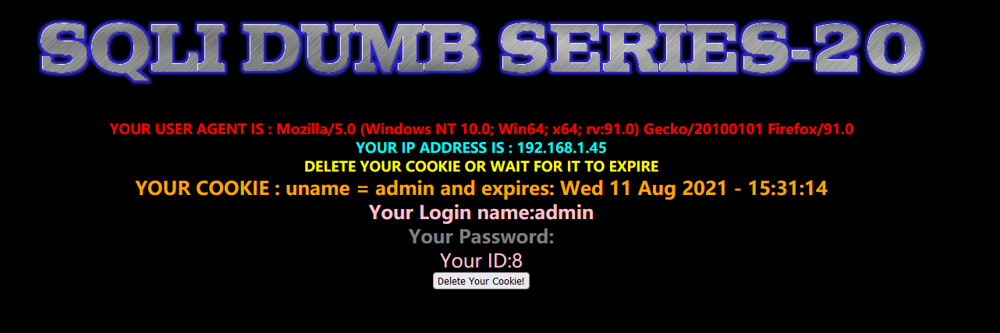 SQLI DUMB SERIES-20
YOUR USER AGENT IS : Mozilla/5.0 (Windows NT 10.0; Win64; x64; rv:91.0) Gecko/20100101 Firefox/91.0
YOUR IP ADDRESS IS : 192.168.1.45
DELETE YOUR COOKIE OR WAIT FOR IT TO EXPIRE
YOUR COOKIE : uname = admin and expires: Wed 11 Aug 2021 - 15:31:14
Your Login name:admin
Your Password:
Your ID:8
Delete Your Cookie!